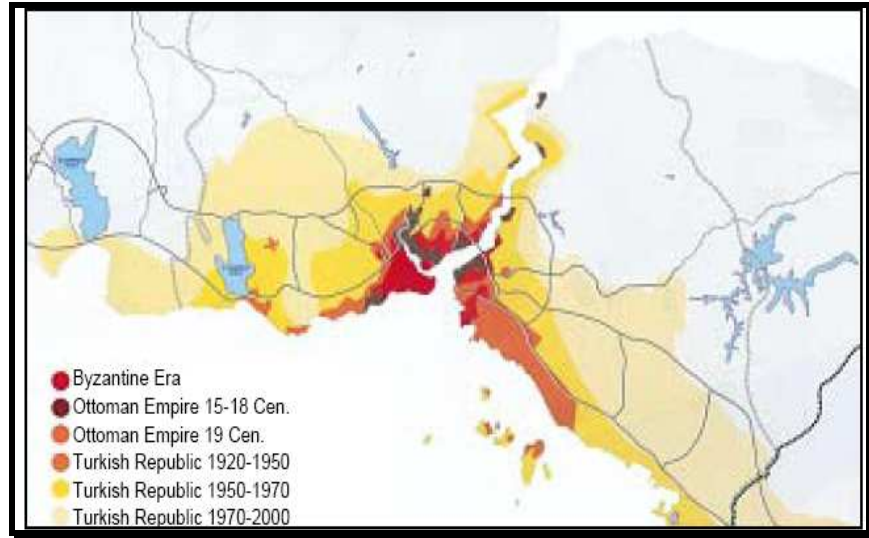 Byzantine Era
Ottoman Empire 15-18 Cen.
Ottoman Empire 19 Cen.
Turkish Republic 1920-1950
Turkish Republic 1950-1970
Turkish Republic 1970-2000